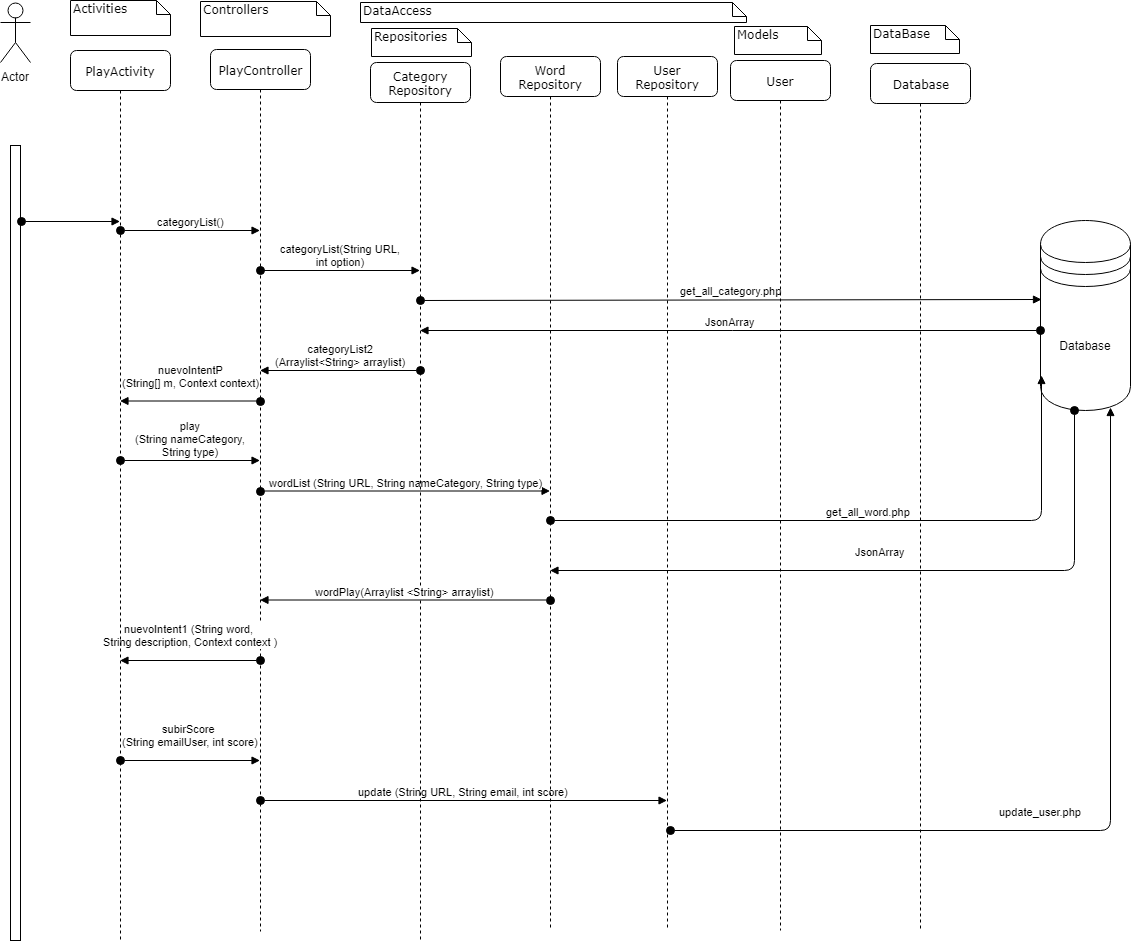 Activities
Controllers
DataAccess
Repositories
Models
DataBase
Actor
PlayActivity
PlayController
Category
Repository
Word
Repository
User
Repository
User
Database
categoryList()
categoryList(String URL,
int option)
get_all_category.php
JsonArray
Database
categoryList2
(Arraylist<String> arraylist)
nuevoIntentP
(String[] m, Context context)
play
(String nameCategory,
String type)
wordList (String URL, String nameCategory, String type)
get_all_word.php
JsonArray
wordPlay(Arraylist <String> arraylist)
nuevoIntent1 (String word,
String description, Context context )
subirScore
(String emailUser, int score)
update (String URL, String email, int score)
update_user.php